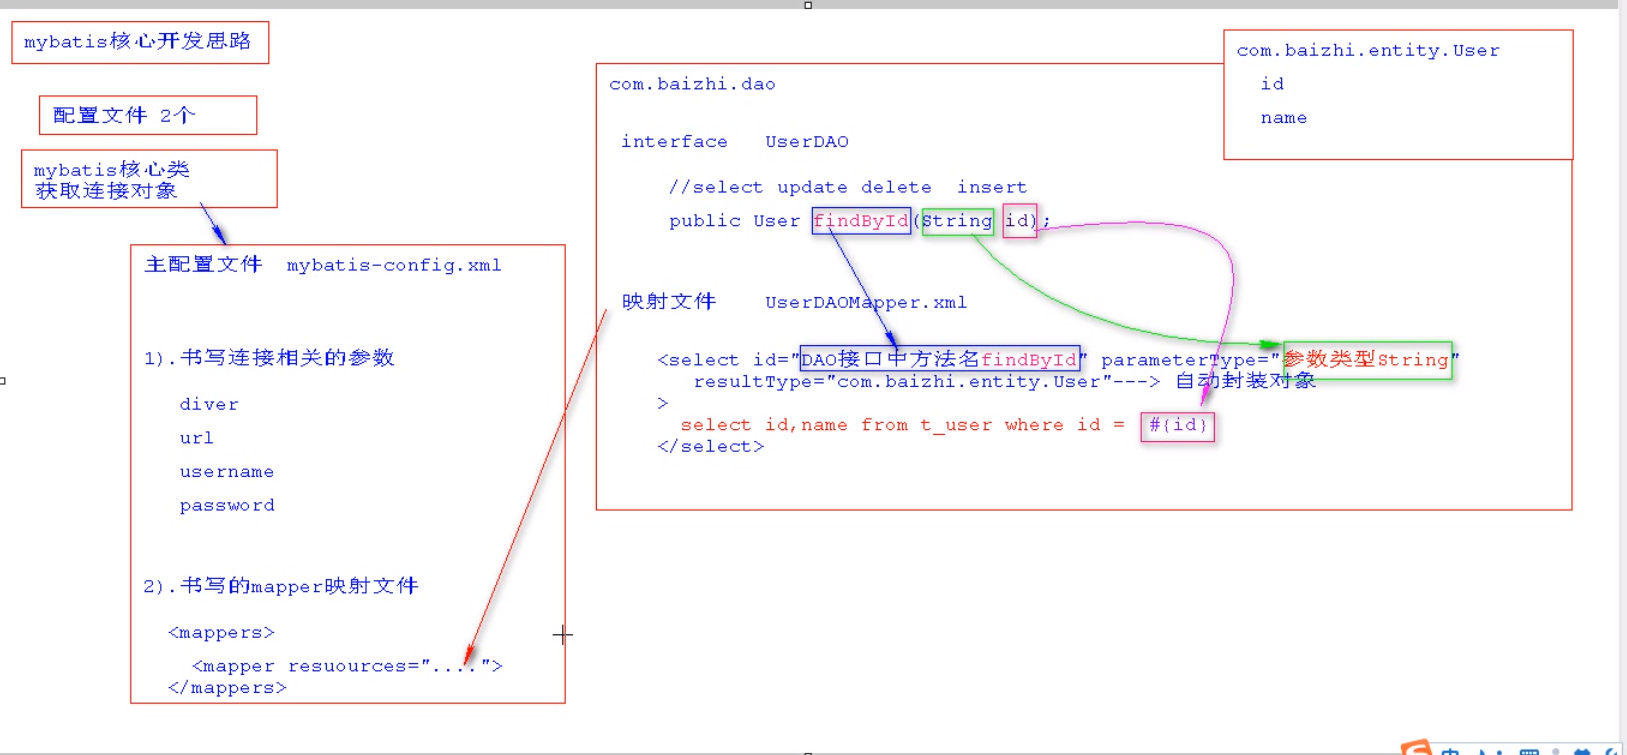 mybatis核心开发思路
配置文件 2个
mybatis核心类
获取连接对象
主配置文件 mybatis-config.xml
1).书写连接相关的参数
diver
url
username
password
2).书写的mapper映射文件
<mappers>
<mapper resuources="....">
</mappers>
com.baizhi.dao
interface UserDAO
//select update delete insert
public User findById(String id);
映射文件 UserDAOMapper.xml
<select id="DAO接口中方法名findById" parameterType="参数类型String"
resultType="com.baizhi.entity.User"---> 自动封装对象
>
select id,name from t_user where id = #{id}
</select>
com.baizhi.entity.User
id
name